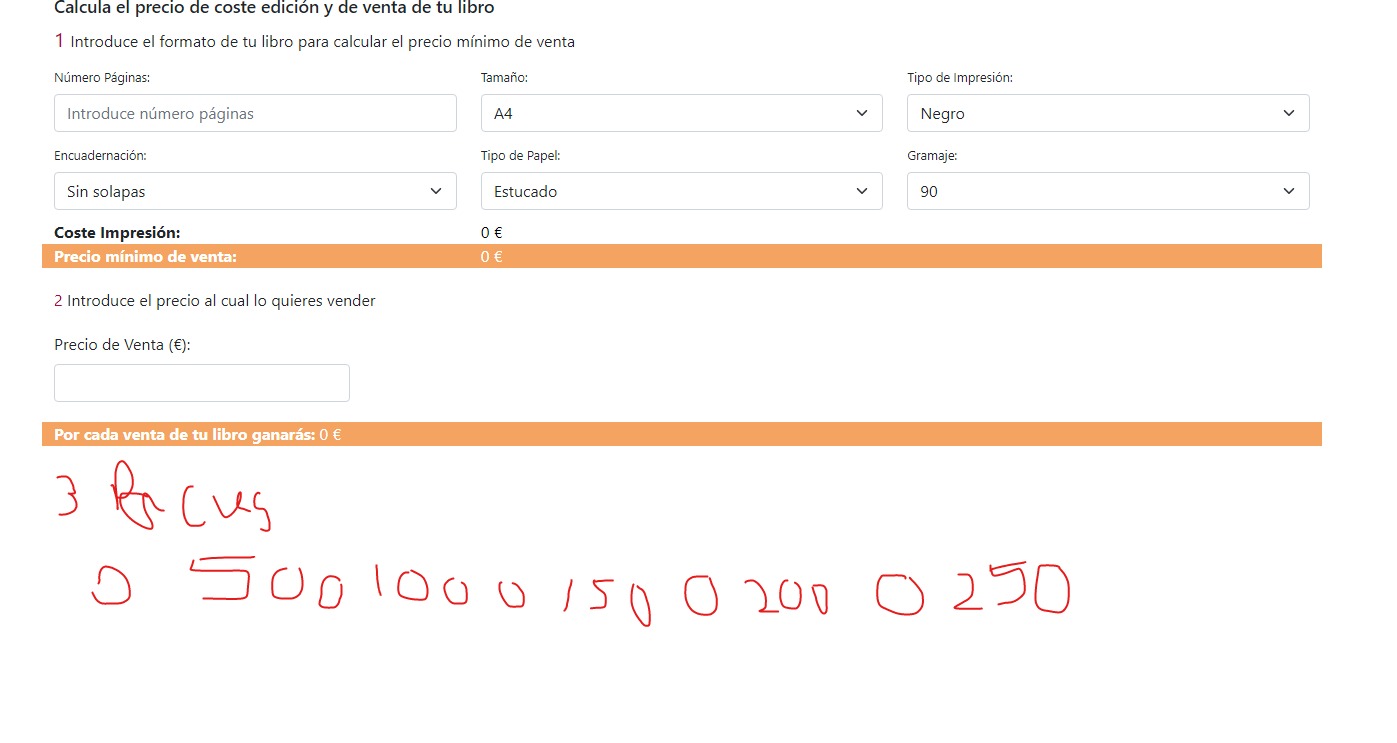 Calcula el precio de coste edición y de venta de tu libro
1 Introduce el formato de tu libro para calcular el precio mínimo de venta
Número Páginas: Tamaño: Tipo de Impresión:
Introduce número páginas A4 Negro
Encuadernación: Tipo de Papel: Gramaje:
Sin solapas Estucado 90
Coste Impresión: 0 €
Precio mínimo de venta: 0 €
2 Introduce el precio al cual lo quieres vender
Precio de Venta (€):
Por cada venta de tu libro ganarás: 0 €
3
0 500 1000 1500 2000 250